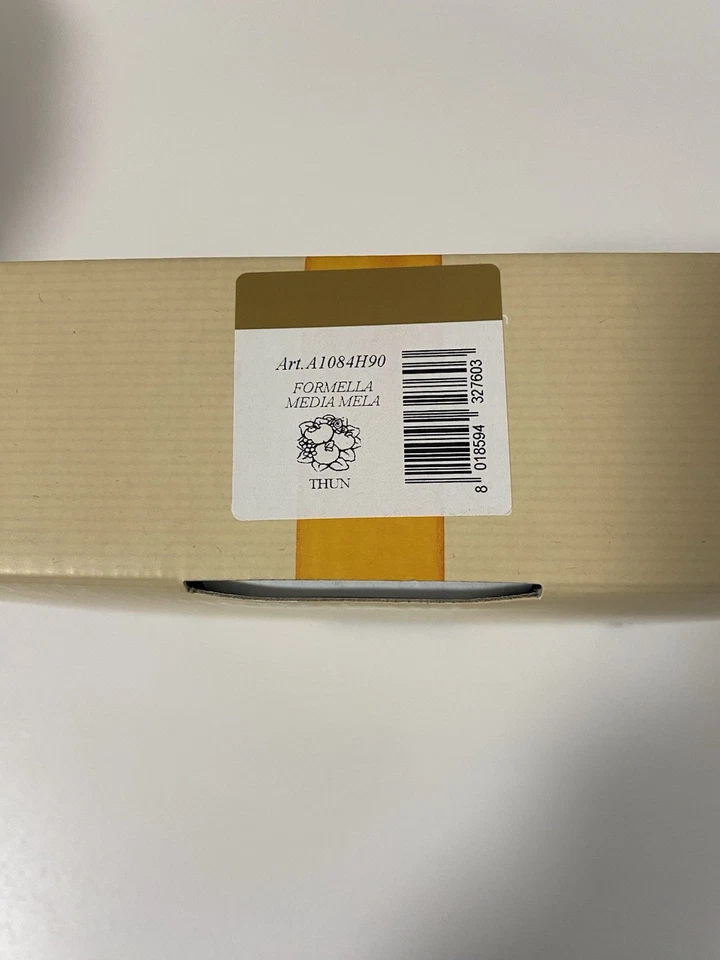 Art.A1084H90
FORMELLA
MEDIA MELA
THUN
8 018594 327603